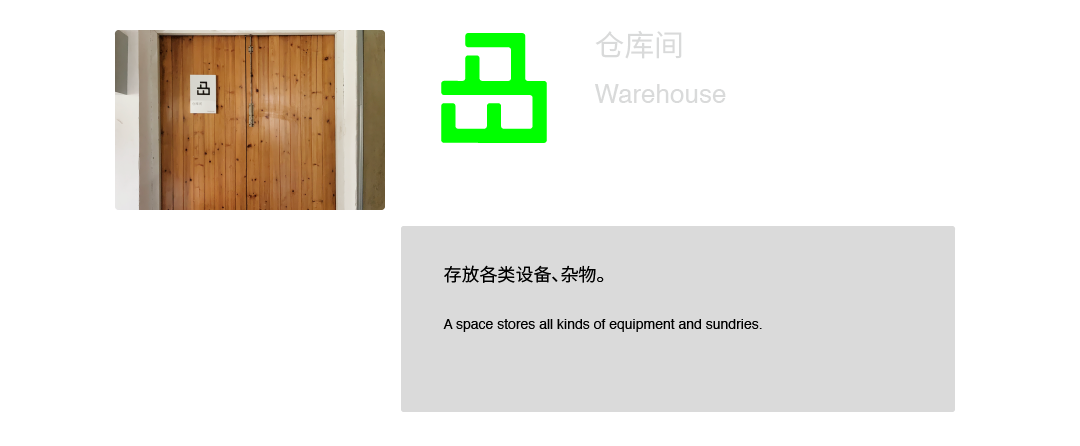 仓库间
Warehouse
存放各类设备、杂物。
A space stores all kinds of equipment and sundries.